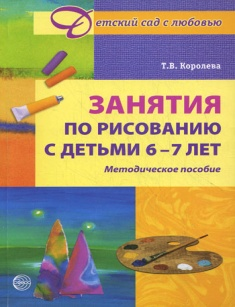 Детский сад с любовью
Т.В. Королева
ЗАНЯТИЯ
ПО РИСОВАНИЮ
С ДЕТЬМИ 6–7 ЛЕТ
Методическое пособие